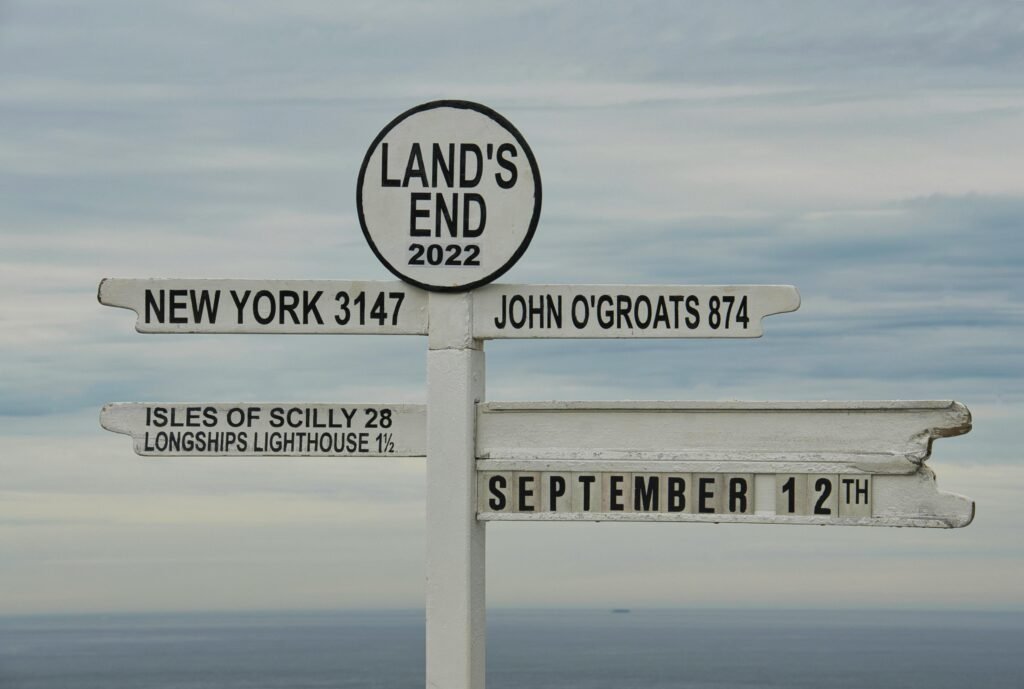 LAND'S
END
2022
NEW YORK 3147
JOHN O'GROATS 874
ISLES OF SCILLY 28
LONGSHIPS LIGHTHOUSE 1½
SEPTEMBER 12TH